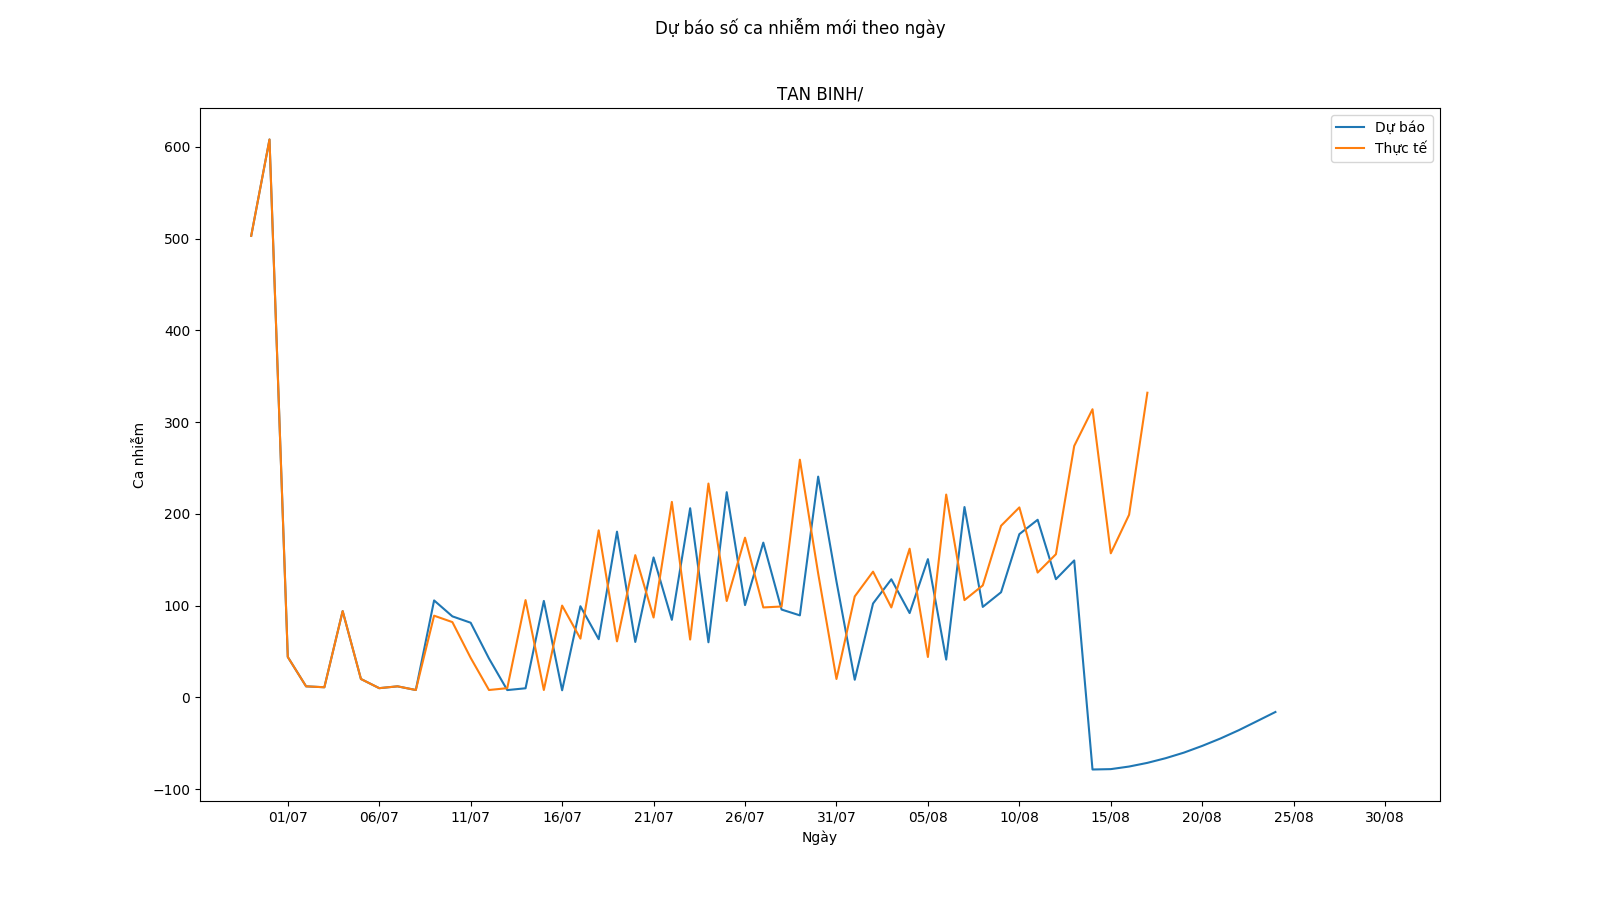 Dự báo số ca nhiễm mới theo ngày
TAN BINH/
Dự báo
Thực tế
600
500
400
300
200
100
0
−100
Ca nhiễm
01/07 06/07 11/07 16/07 21/07 26/07 31/07 05/08 10/08 15/08 20/08 25/08 30/08
Ngày